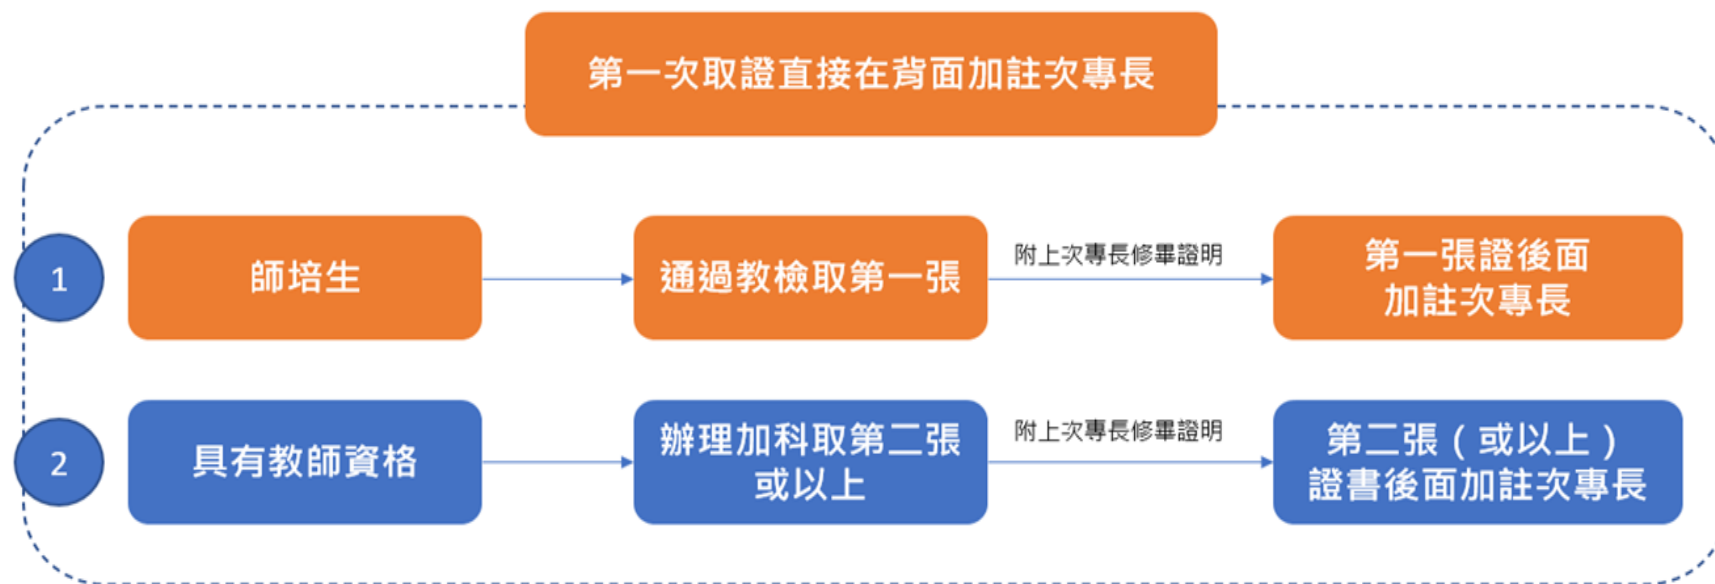 第一次取證直接在背面加註次專長
1
師培生
通過教檢取第一張
附上次專長修畢證明
第一張證後面
加註次專長
2
具有教師資格
辦理加科取第二張
或以上
附上次專長修畢證明
第二張（或以上）
證書後面加註次專長